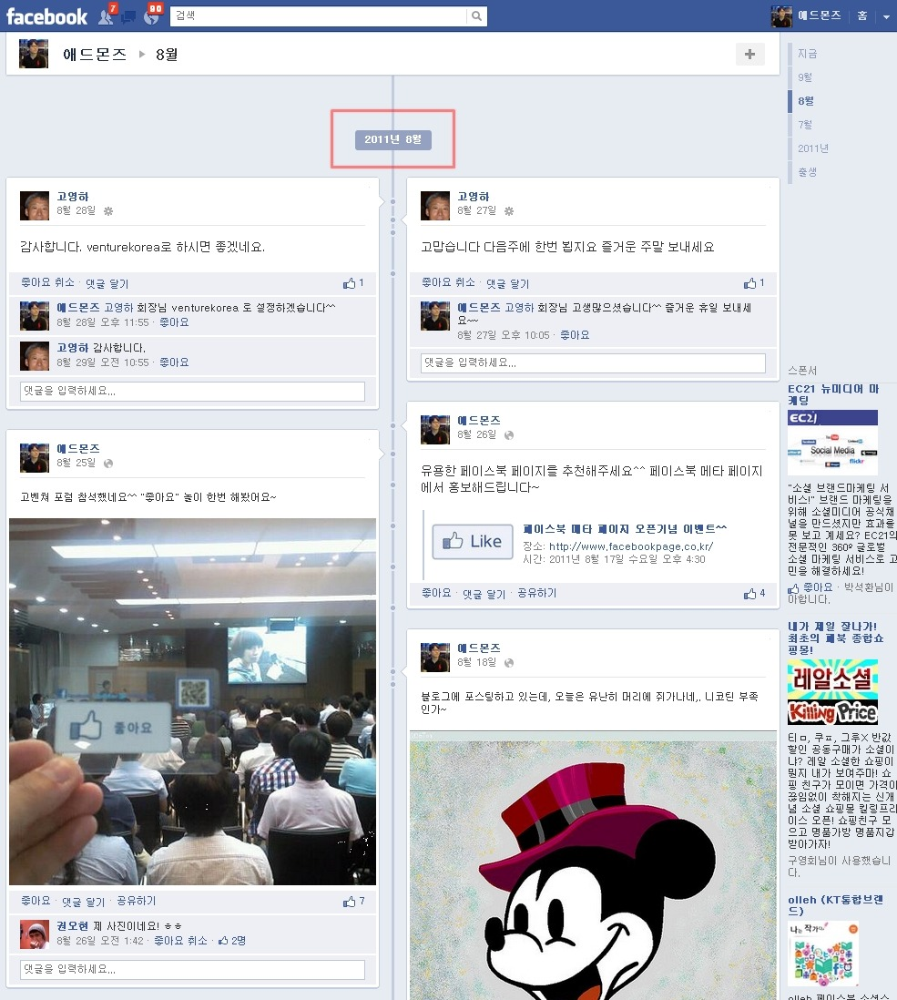 facebook
7
90
검색
애드몬즈
홈
애드몬즈 ▸ 8월
+
지금
9월
8월
7월
2011년
출생
2011년 8월
고영하
8월 28일
감사합니다. venturekorea로 하시면 좋겠네요.
좋아요 취소 · 댓글 달기
1
애드몬즈 고영하 회장님 venturekorea 로 설정하겠습니다^^
8월 28일 오후 11:55 · 좋아요
고영하 감사합니다.
8월 29일 오전 10:55 · 좋아요
댓글을 입력하세요...
고영하
8월 27일
고맙습니다 다음주에 한번 뵙지요 즐거운 주말 보내세요
좋아요 취소 · 댓글 달기
1
애드몬즈 고영하 회장님 고생많으셨습니다^^ 즐거운 휴일 보내세
요~~
8월 27일 오후 10:05 · 좋아요
댓글을 입력하세요...
애드몬즈
8월 25일
고벤쳐 포럼 참석했네요^^ "좋아요" 놀이 한번 해봤어요~
좋아요
좋아요 · 댓글 달기 · 공유하기
7
권오현 제 사진이네요! ㅎㅎ
8월 26일 오전 1:42 · 좋아요 취소 · 2명
댓글을 입력하세요...
애드몬즈
8월 26일
유용한 페이스북 페이지를 추천해주세요^^ 페이스북 메타 페이지
에서 홍보해드립니다~
Like
페이스북 메타 페이지 오픈기념 이벤트^^
장소: http://www.facebookpage.co.kr/
시간: 2011년 8월 17일 수요일 오후 4:30
좋아요 · 댓글 달기 · 공유하기
4
애드몬즈
8월 18일
블로그에 포스팅하고 있는데, 오늘은 유난히 머리에 쥐가나네,, 니코틴 부족
인가~
스폰서
EC21 뉴미디어 마
케팅
EC21
facebook
You Tube
Social Media
flickr
"소셜 브랜드마케팅 서
비스!" 브랜드 마케팅을
위해 소셜미디어 공식채
널을 만드셨지만 효과를
못 보고 계세요? EC21의
전문적인 360º 글로벌
소셜 마케팅 서비스로 고
민을 해결하세요!
좋아요 · 박석환님이
아합니다.
내가 제일 잘나가!
최초의 페북 종합쇼
핑몰!
레알소셜
Killing Price
티ㅁ, 쿠ㅍ, 그루X 반값
할인 공동구매가 소셜이
냐? 레알 소셜한 쇼핑이
뭔지 내가 보여주마! 쇼
핑 친구가 모이면 가격이
끊임없이 착해지는 신개
념 소셜 쇼핑몰 킬링프라
이스 오픈! 쇼핑친구 모
으고 명품가방 명품지갑
받아가자!
구영회님이 사용했습니
다.
olleh (KT통합브랜
드)
나는 작가다
olleh 페이스북 소셜스